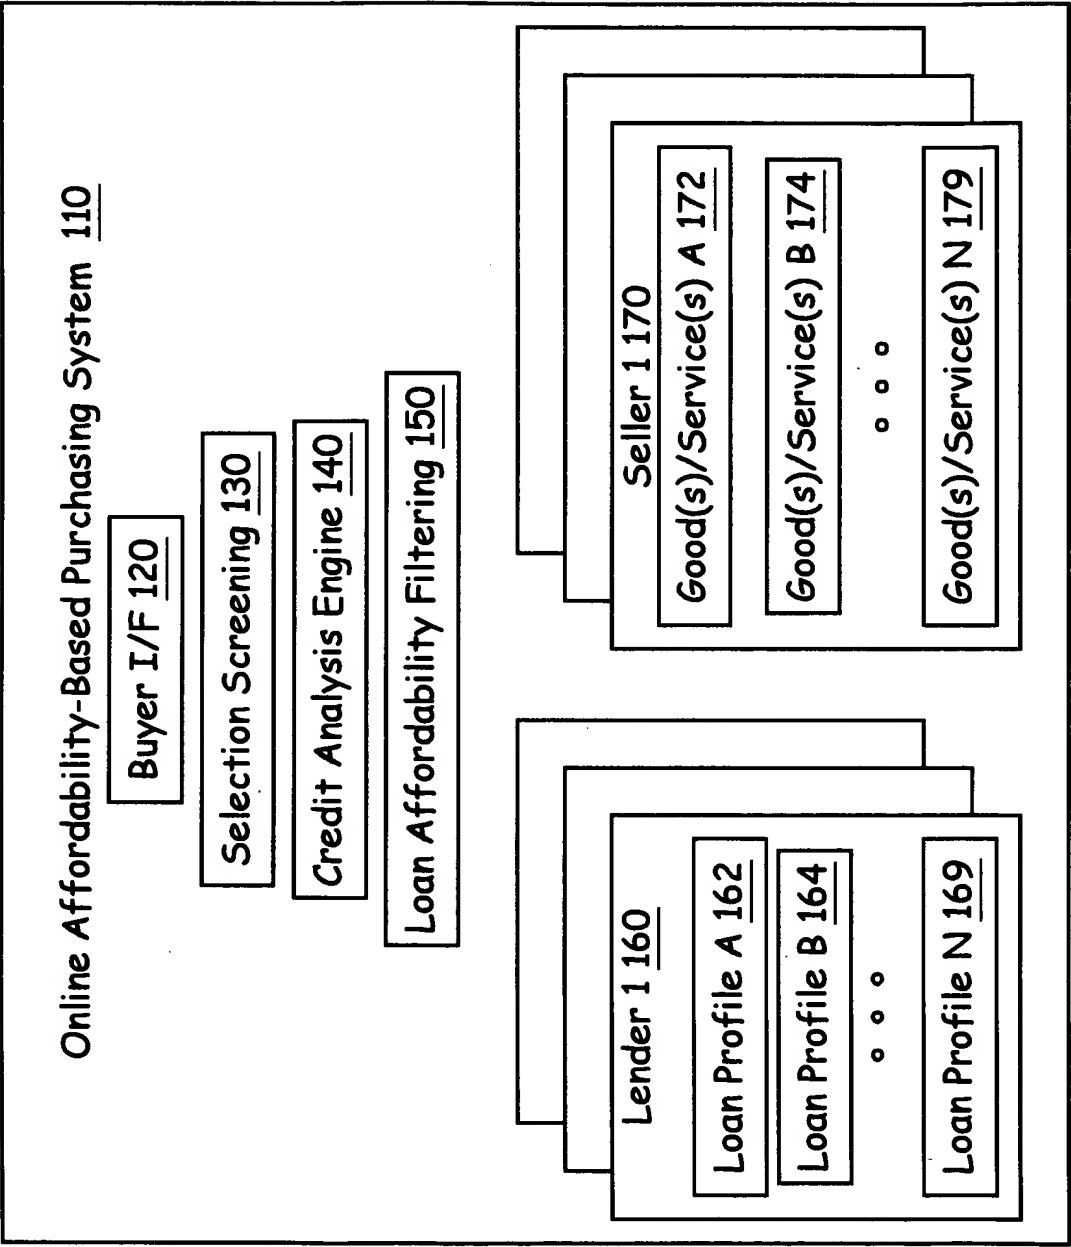 Online Affordability-Based Purchasing System 110
Buyer I/F 120
Selection Screening 130
Credit Analysis Engine 140
Loan Affordability Filtering 150
Lender 1 160
Loan Profile A 162
Loan Profile B 164
Loan Profile N 169
Seller 1 170
Good(s)/Service(s) A 172
Good(s)/Service(s) B 174
Good(s)/Service(s) N 179